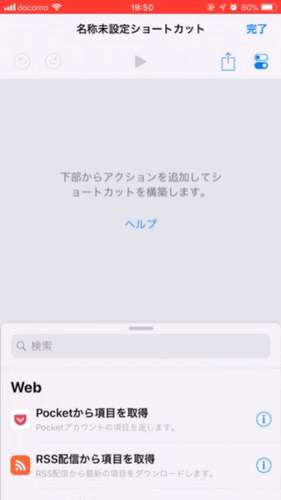 docomo 19:50 80%
名称未設定ショートカット 完了
下部からアクションを追加してシ
ョートカットを構築します。
ヘルプ
検索
Web
Pocketから項目を取得
Pocketアカウントの項目を返します。
RSS配信から項目を取得
RSS配信から最新の項目をダウンロードします。